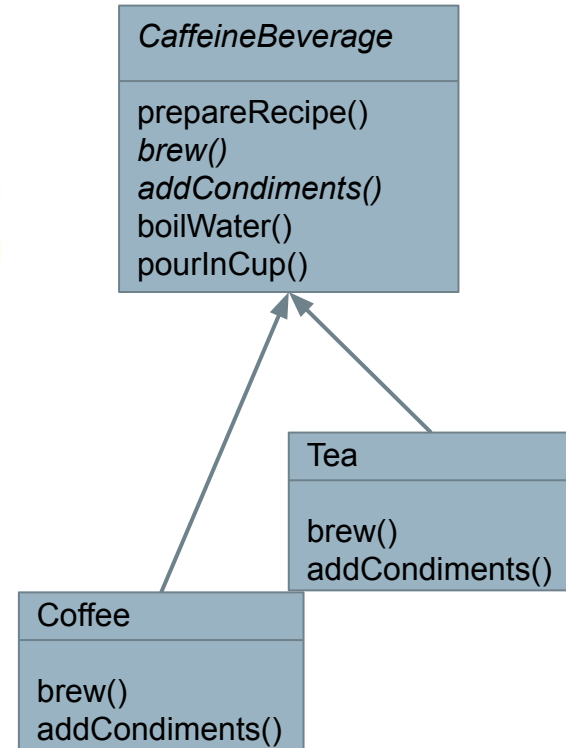 CaffeineBeverage
prepareRecipe()
brew()
addCondiments()
boilWater()
pourInCup()
Tea
brew()
addCondiments()
Coffee
brew()
addCondiments()